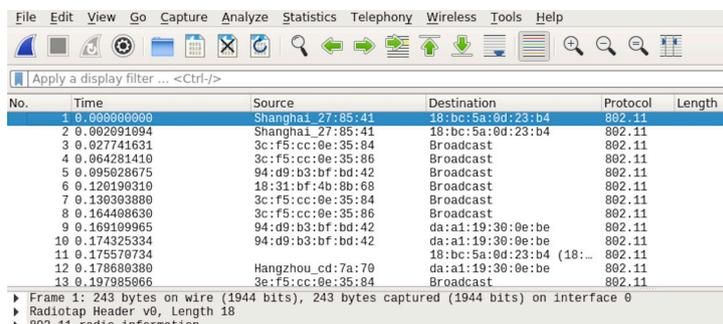 File Edit View Go Capture Analyze Statistics Telephony Wireless Tools Help
Apply a display filter ... <Ctrl-/>
No. Time Source Destination Protocol Length
1 0.000000000 Shanghai_27:85:41 18:bc:5a:0d:23:b4 802.11
2 0.002091094 Shanghai_27:85:41 18:bc:5a:0d:23:b4 802.11
3 0.027741631 3c:f5:cc:0e:35:84 Broadcast 802.11
4 0.064281410 3c:f5:cc:0e:35:86 Broadcast 802.11
5 0.095028675 94:d9:b3:bf:bd:42 Broadcast 802.11
6 0.120190310 18:31:bf:4b:8b:68 Broadcast 802.11
7 0.130303880 3c:f5:cc:0e:35:84 Broadcast 802.11
8 0.164408630 3c:f5:cc:0e:35:86 Broadcast 802.11
9 0.169109965 94:d9:b3:bf:bd:42 da:a1:19:30:0e:be 802.11
10 0.174325334 94:d9:b3:bf:bd:42 da:a1:19:30:0e:be 802.11
11 0.175570734 18:bc:5a:0d:23:b4 (18:… 802.11
12 0.178680380 Hangzhou_cd:7a:70 da:a1:19:30:0e:be 802.11
13 0.197985066 3e:f5:cc:0e:35:84 Broadcast 802.11
Frame 1: 243 bytes on wire (1944 bits), 243 bytes captured (1944 bits) on interface 0
Radiotap Header v0, Length 18
802.11 radio information